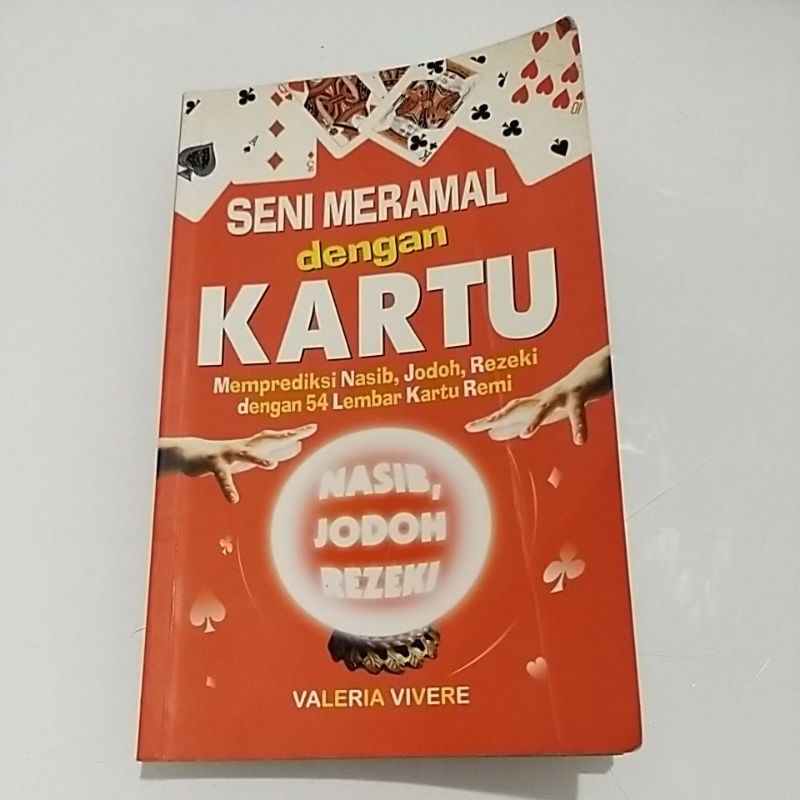 SENI MERAMAL
dengan
KARTU
Memprediksi Nasib, Jodoh, Rezeki
dengan 54 Lembar Kartu Remi
NASIB,
JODOH
REZEKI
VALERIA VIVERE